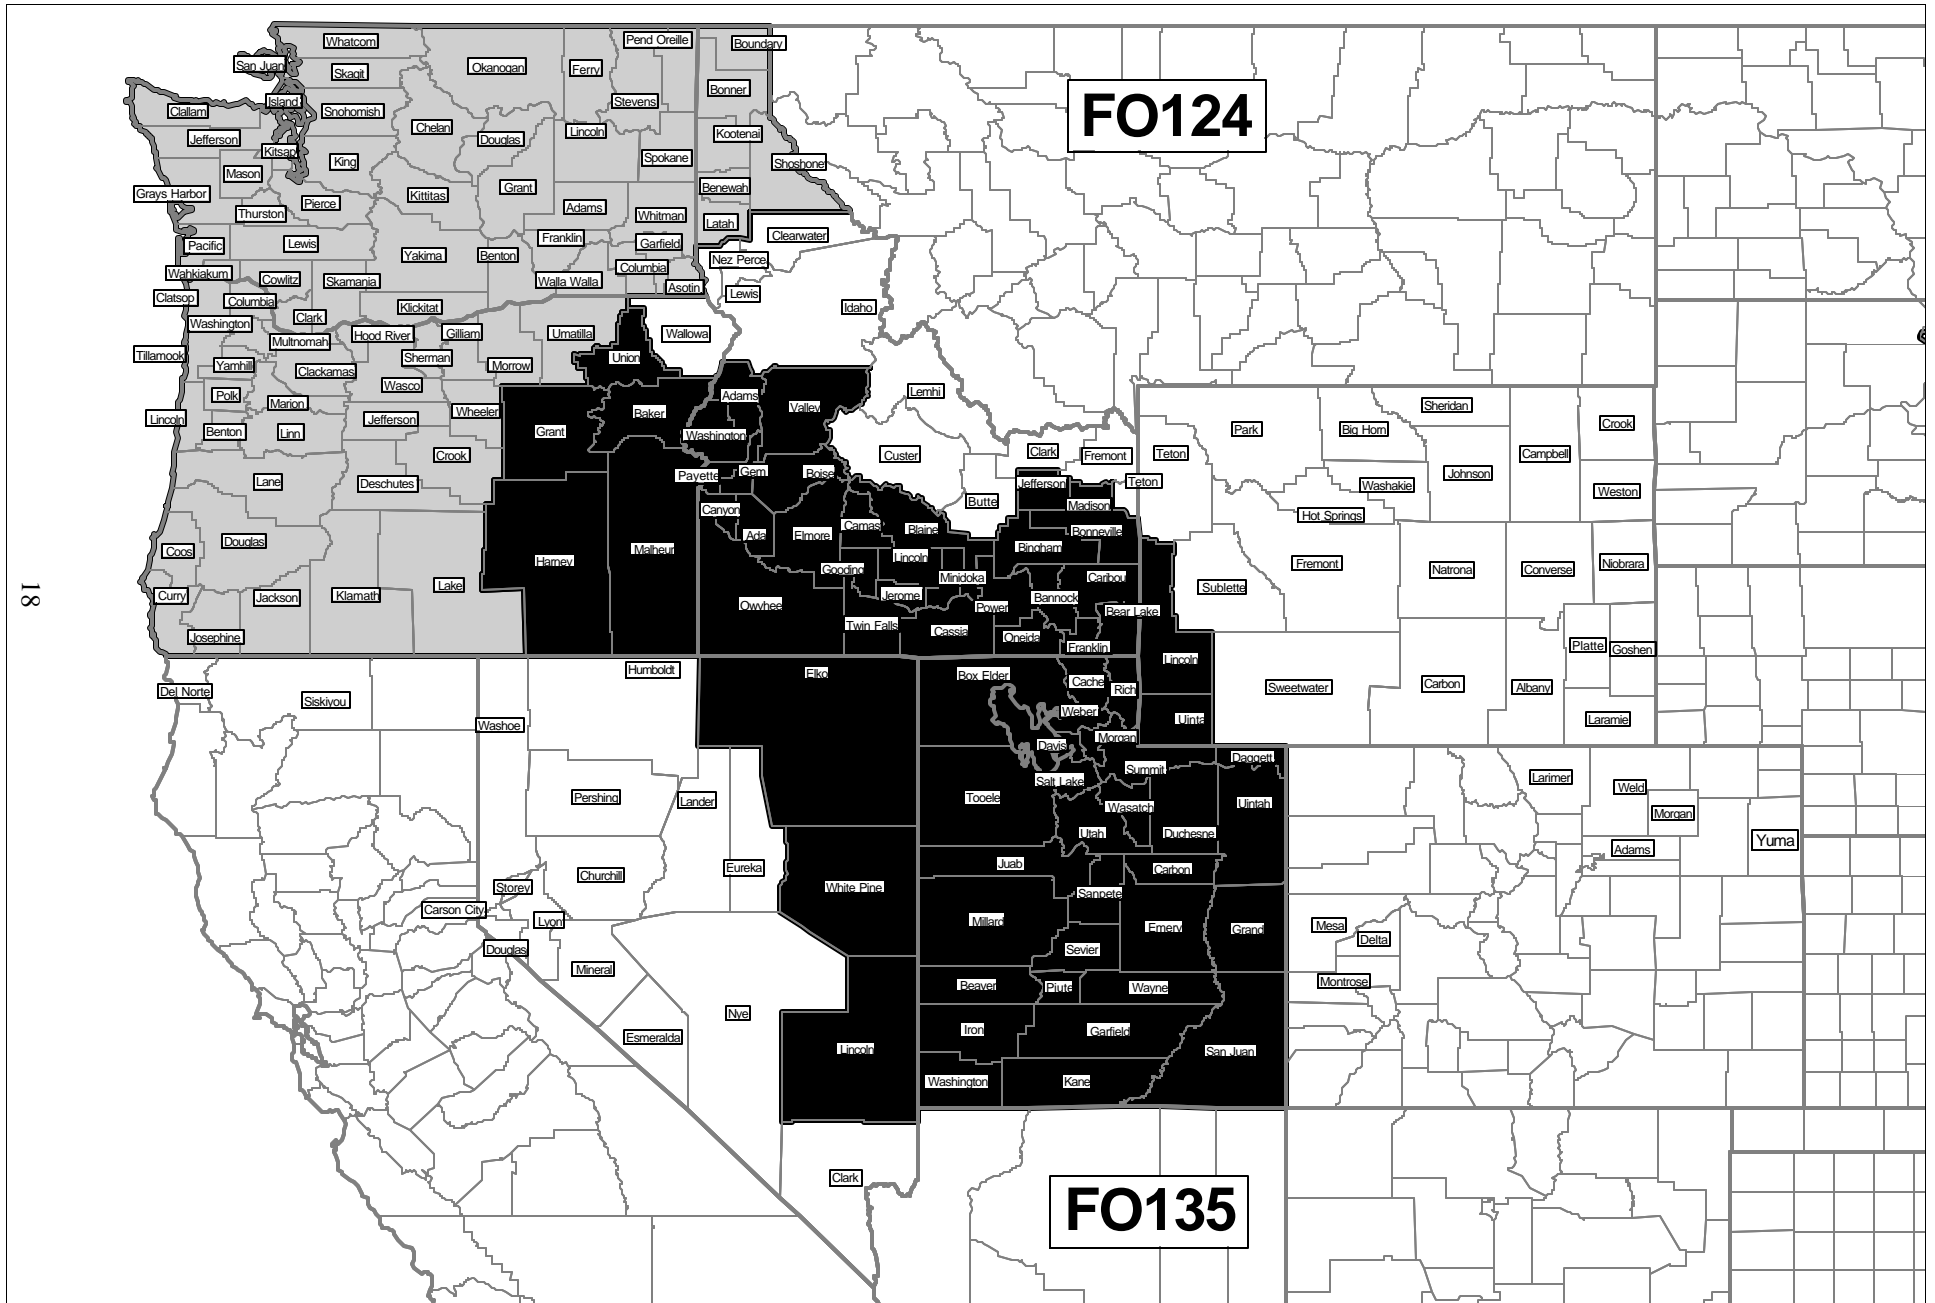 FO124
Whatcom
San Juan
Skagit
Island
Snohomish
Clallam
Jefferson
Kitsap
King
Mason
Grays Harbor
Thurston
Pierce
Pacific
Lewis
Wahkiakum
Cowlitz
Skamania
Clark
Klickitat
Okanogan
Ferry
Pend Oreille
Stevens
Chelan
Douglas
Lincoln
Spokane
Kittitas
Grant
Adams
Whitman
Yakima
Benton
Franklin
Garfield
Columbia
Walla Walla
Asotin
Boundary
Bonner
Kootenai
Shoshone
Benewah
Latah
Clearwater
Nez Perce
Lewis
Idaho
Clatsop
Columbia
Washington
Multnomah
Hood River
Gilliam
Umatilla
Wallowa
Tillamook
Yamhill
Clackamas
Sherman
Morrow
Union
Wasco
Polk
Marion
Lincoln
Benton
Linn
Jefferson
Wheeler
Grant
Baker
Crook
Lane
Deschutes
Coos
Douglas
Harney
Malheur
Curry
Jackson
Klamath
Lake
Josephine
Adams
Valley
Lemhi
Washington
Payette
Gem
Boise
Custer
Clark
Fremont
Butte
Jefferson
Teton
Madison
Canyon
Ada
Elmore
Camas
Blaine
Bonneville
Bingham
Lincoln
Gooding
Minidoka
Caribou
Jerome
Bannock
Owyhee
Power
Bear Lake
Twin Falls
Cassia
Oneida
Franklin
Teton
Park
Big Horn
Sheridan
Crook
Campbell
Johnson
Washakie
Weston
Hot Springs
Fremont
Natrona
Converse
Niobrara
Sublette
Platte
Goshen
Lincoln
Sweetwater
Carbon
Albany
Laramie
Uinta
18
Del Norte
Siskiyou
Washoe
Humboldt
Elko
Pershing
Lander
Churchill
Eureka
White Pine
Storey
Carson City
Lyon
Douglas
Mineral
Nye
Esmeralda
Lincoln
Clark
Box Elder
Cache
Rich
Weber
Davis
Morgan
Salt Lake
Summit
Daggett
Tooele
Wasatch
Uintah
Utah
Duchesne
Juab
Carbon
Sanpete
Millard
Emery
Grand
Sevier
Beaver
Piute
Wayne
Iron
Garfield
San Juan
Washington
Kane
Larimer
Weld
Morgan
Yuma
Adams
Mesa
Delta
Montrose
FO135